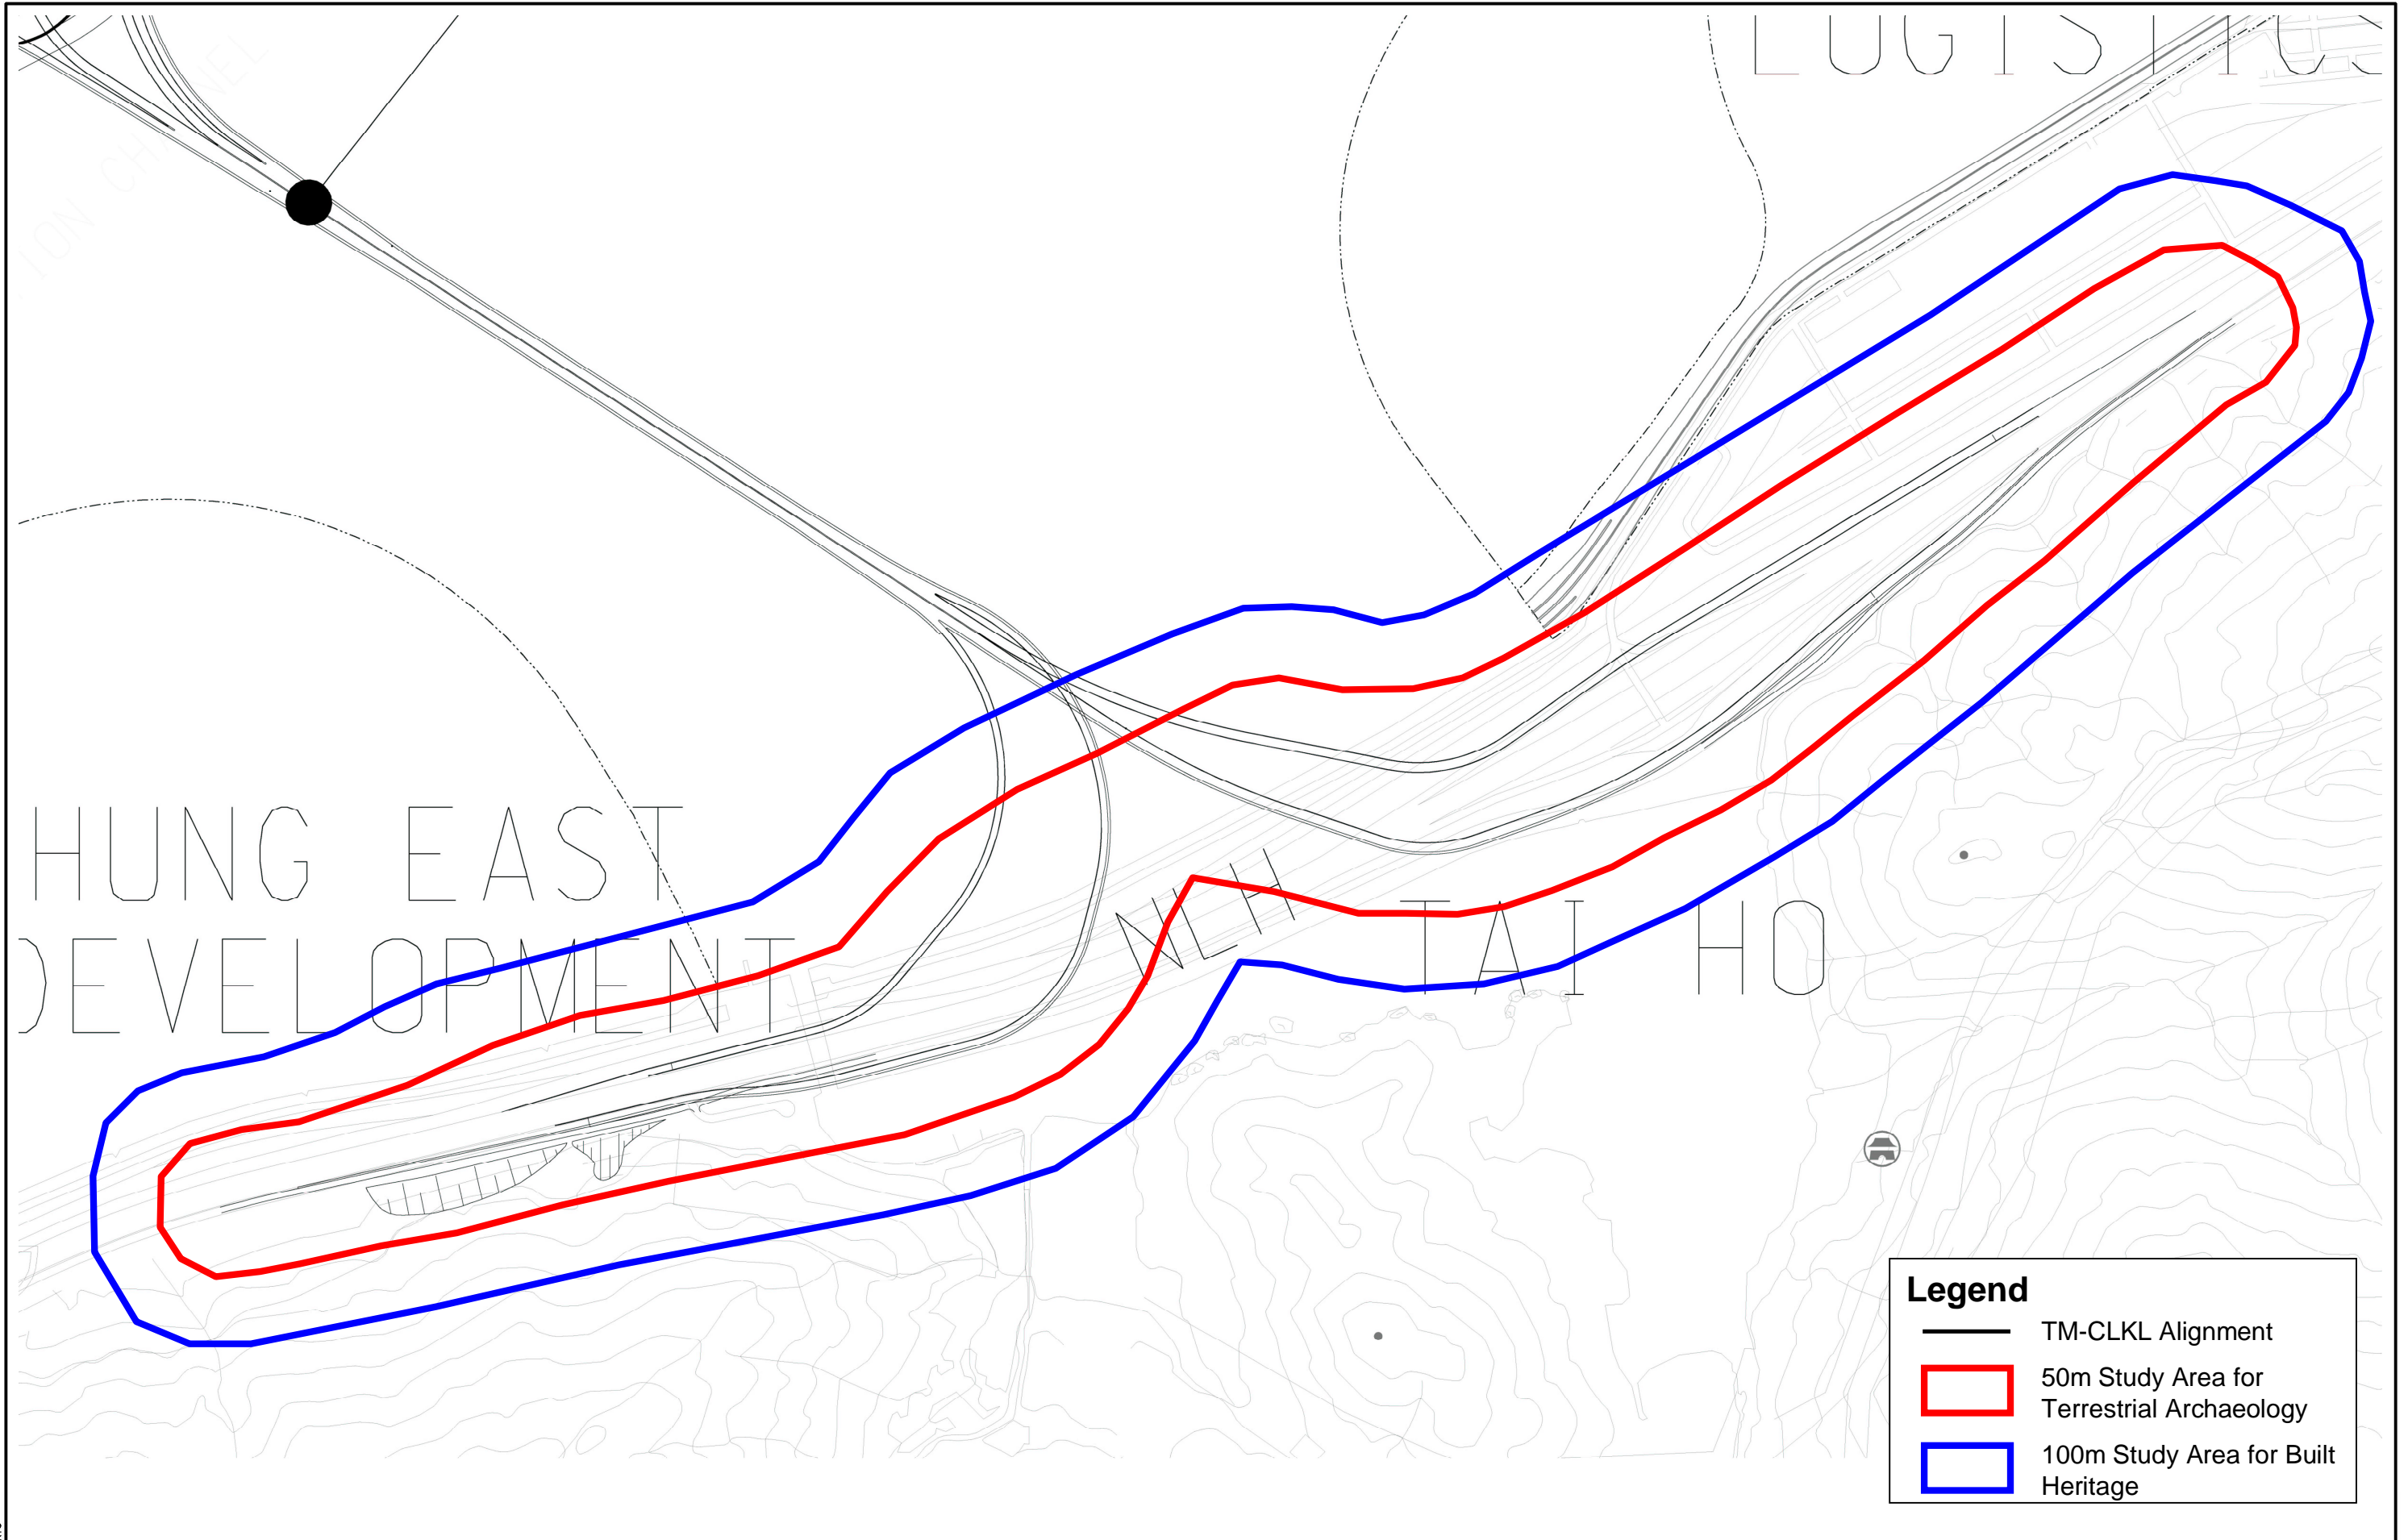 HUNG EAST
DEVELOPMENT
NLH
TAI HO
Legend
TM-CLKL Alignment
50m Study Area for
Terrestrial Archaeology
100m Study Area for Built
Heritage